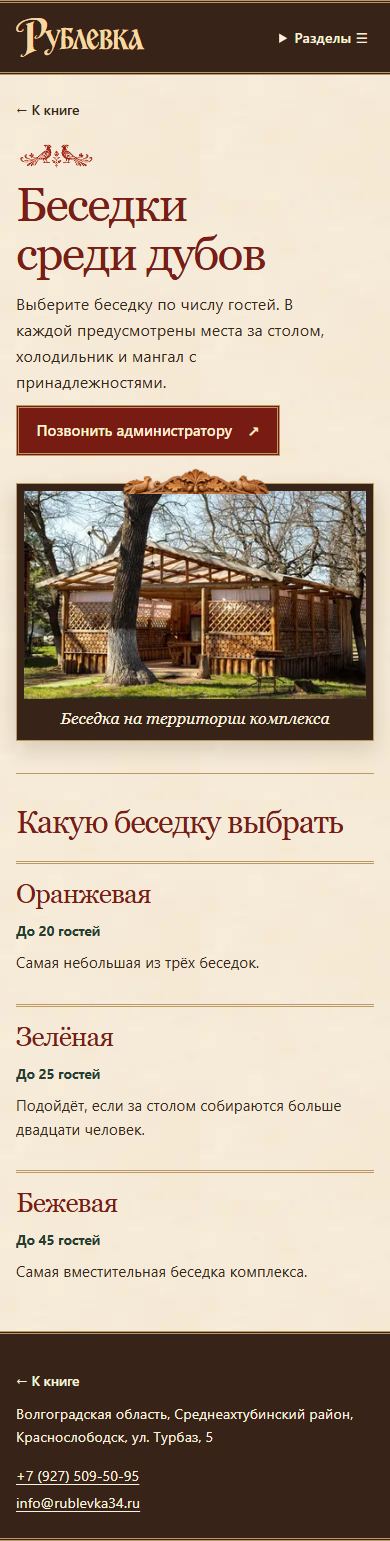 Рублевка
Разделы ☰
← К книге
Беседки
среди дубов
Выберите беседку по числу гостей. В
каждой предусмотрены места за столом,
холодильник и мангал с
принадлежностями.
Позвонить администратору ↗
Беседка на территории комплекса
Какую беседку выбрать
Оранжевая
До 20 гостей
Самая небольшая из трёх беседок.
Зелёная
До 25 гостей
Подойдёт, если за столом собираются больше
двадцати человек.
Бежевая
До 45 гостей
Самая вместительная беседка комплекса.
← К книге
Волгоградская область, Среднеахтубинский район,
Краснослободск, ул. Турбаз, 5
+7 (927) 509-50-95
info@rublevka34.ru